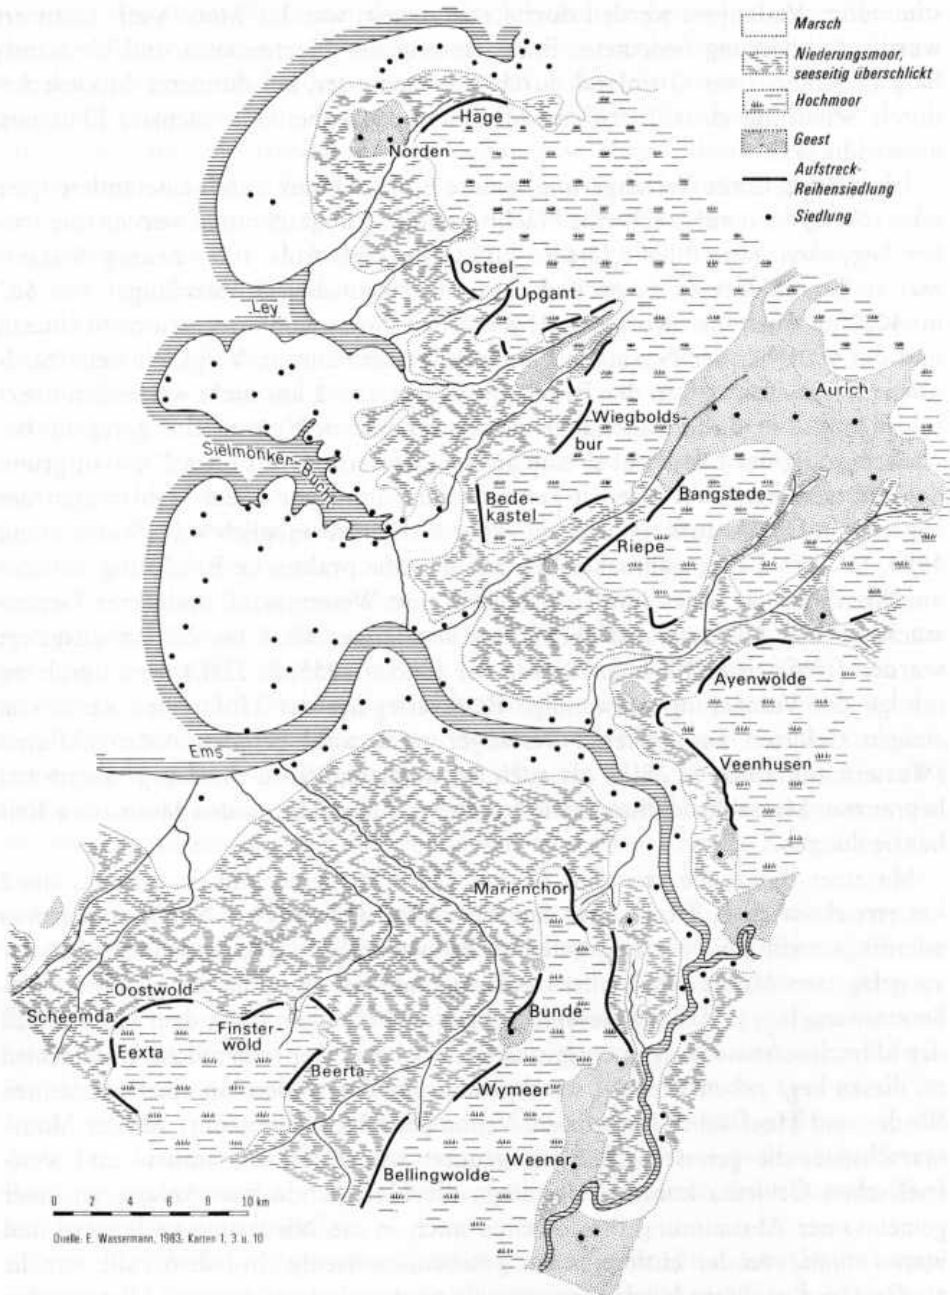 Marsch
Niederungsmoor,
seeseitig überschlickt
Hochmoor
Geest
Aufstreck-
Reihensiedlung
Siedlung
Hage
Norden
Osteel
Upgant
Ley
Aurich
Wiegbolds-
bur
Sielmönken-
Bucht
Bangstede
Bede-
kastel
Riepe
Ayenwolde
Ems
Veenhusen
Marienchor
Oostwold
Scheemda
Finster-
wold
Bunde
Eexta
Beerta
Wymeer
Weener
Bellingwolde
0 2 4 6 8 10 km
Quelle: E. Wassermann, 1983, Karten 1, 3 u. 10